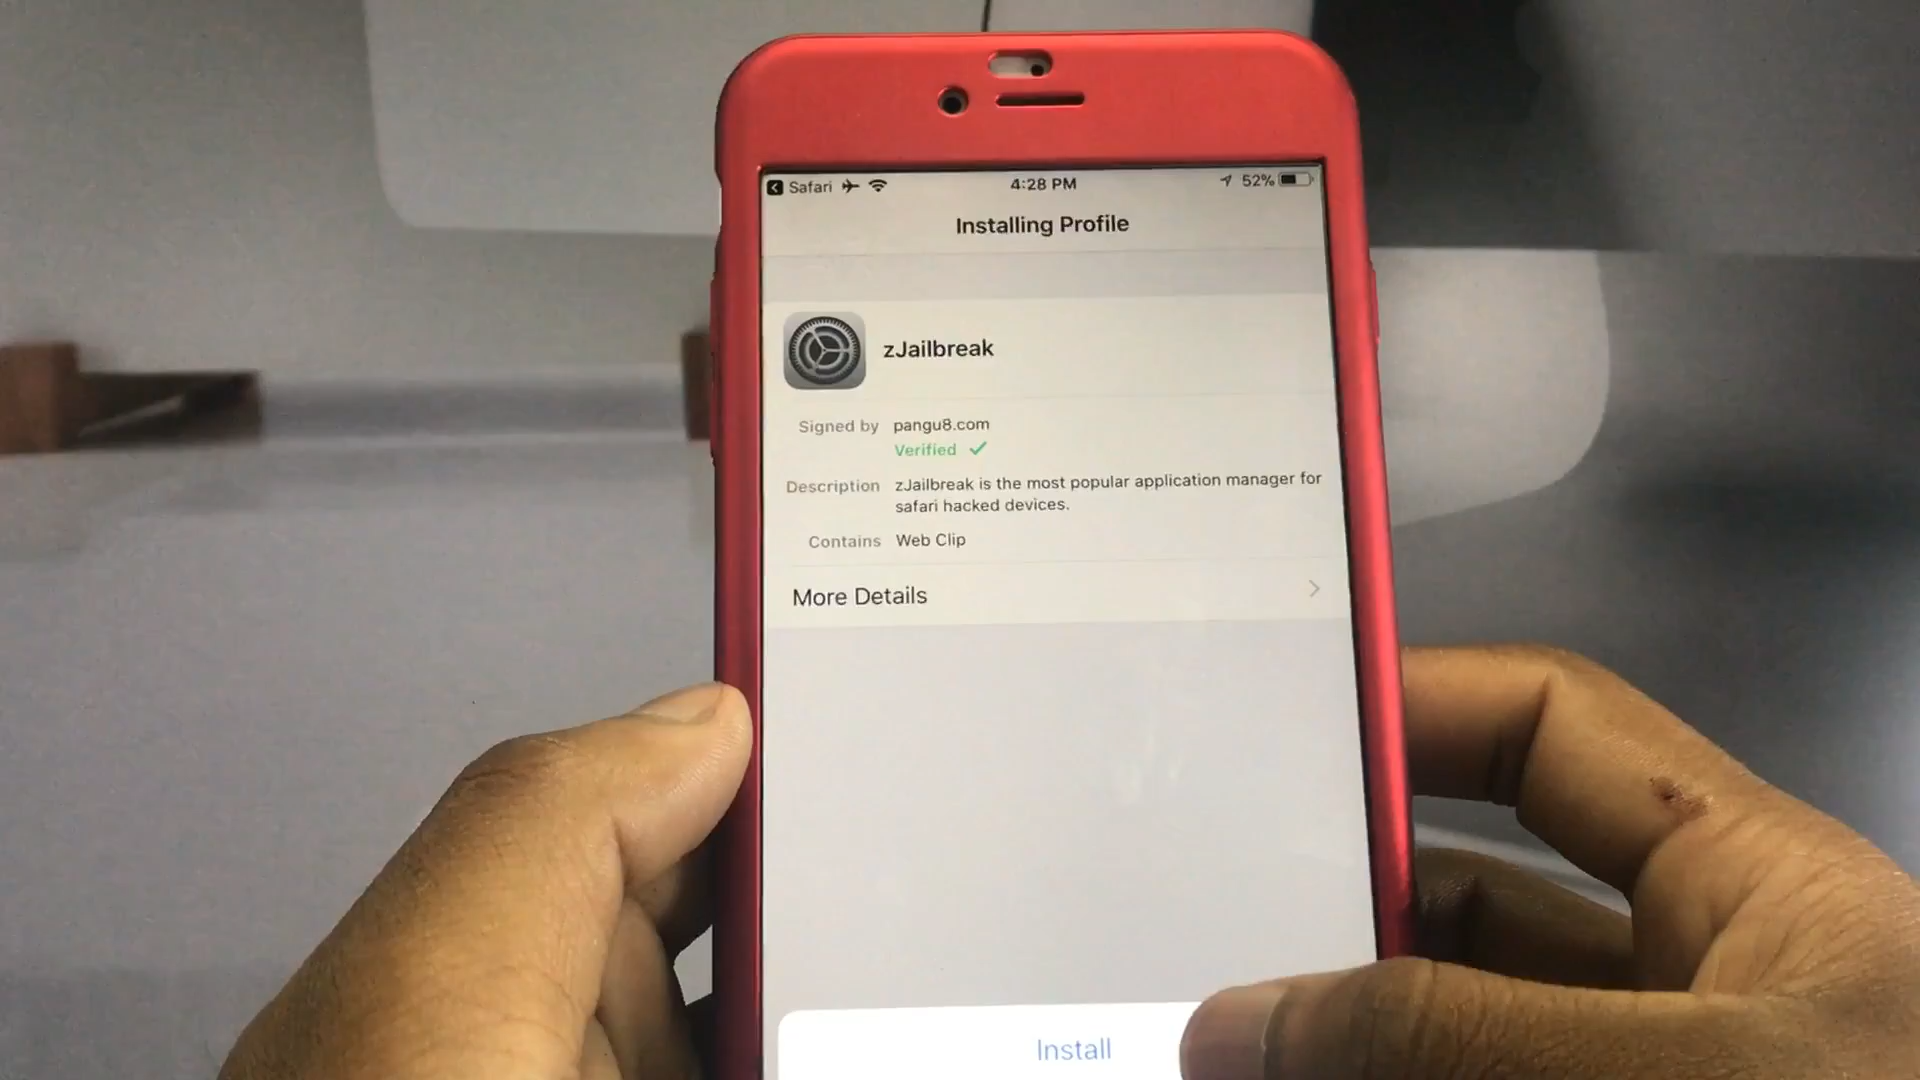 Safari 4:28 PM 52%
Installing Profile
zJailbreak
Signed by pangu8.com
Verified
Description zJailbreak is the most popular application manager for
safari hacked devices.
Contains Web Clip
More Details
Install